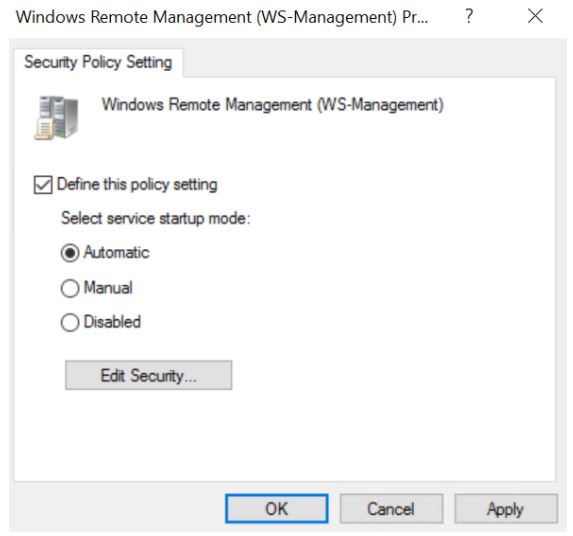 Windows Remote Management (WS-Management) Pr... ?
Security Policy Setting
Windows Remote Management (WS-Management)
Define this policy setting
Select service startup mode:
Automatic
Manual
Disabled
Edit Security...
OK Cancel Apply